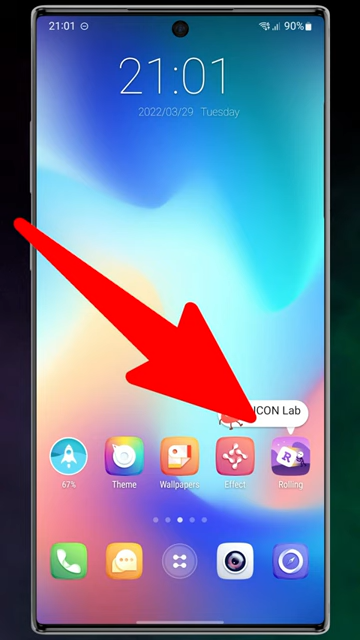 21:01
90%
21:01
2022/03/29 Tuesday
ICON Lab
67%
Theme
Wallpapers
Effect
R
Rolling